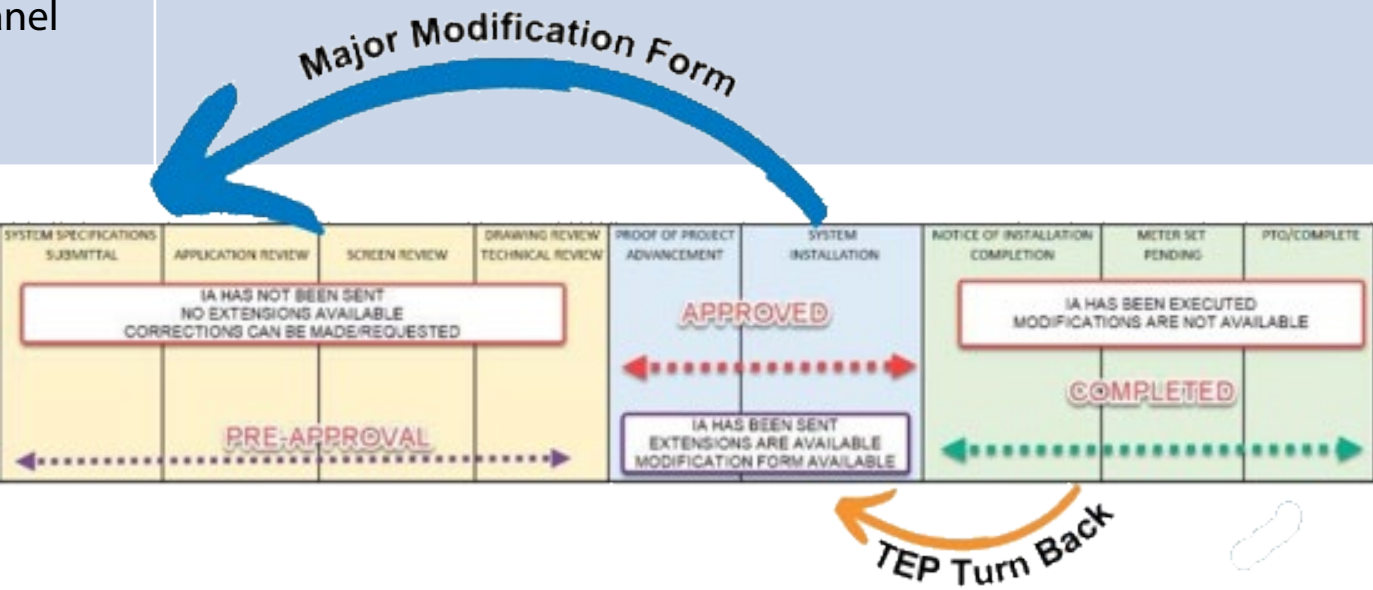 anel
Major Modification Form
SYSTEM SPECIFICATIONS
SUBMITTAL
APPLICATION REVIEW
SCREEN REVIEW
DRAWING REVIEW
TECHNICAL REVIEW
PROOF OF PROJECT
ADVANCEMENT
SYSTEM
INSTALLATION
NOTICE OF INSTALLATION
COMPLETION
METER SET
PENDING
PTO/COMPLETE
IA HAS NOT BEEN SENT
NO EXTENSIONS AVAILABLE
CORRECTIONS CAN BE MADE/REQUESTED
PRE-APPROVAL
APPROVED
IA HAS BEEN SENT
EXTENSIONS ARE AVAILABLE
MODIFICATION FORM AVAILABLE
IA HAS BEEN EXECUTED
MODIFICATIONS ARE NOT AVAILABLE
COMPLETED
TEP Turn Back